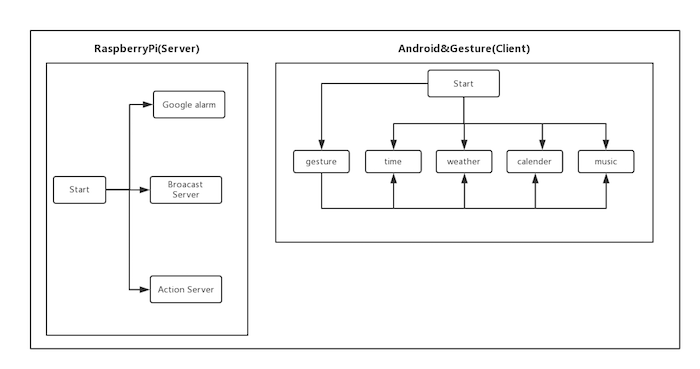 RaspberryPi(Server)
Android&Gesture(Client)
Google alarm
Start
Broacast
Server
Action Server
Start
gesture
time
weather
calender
music